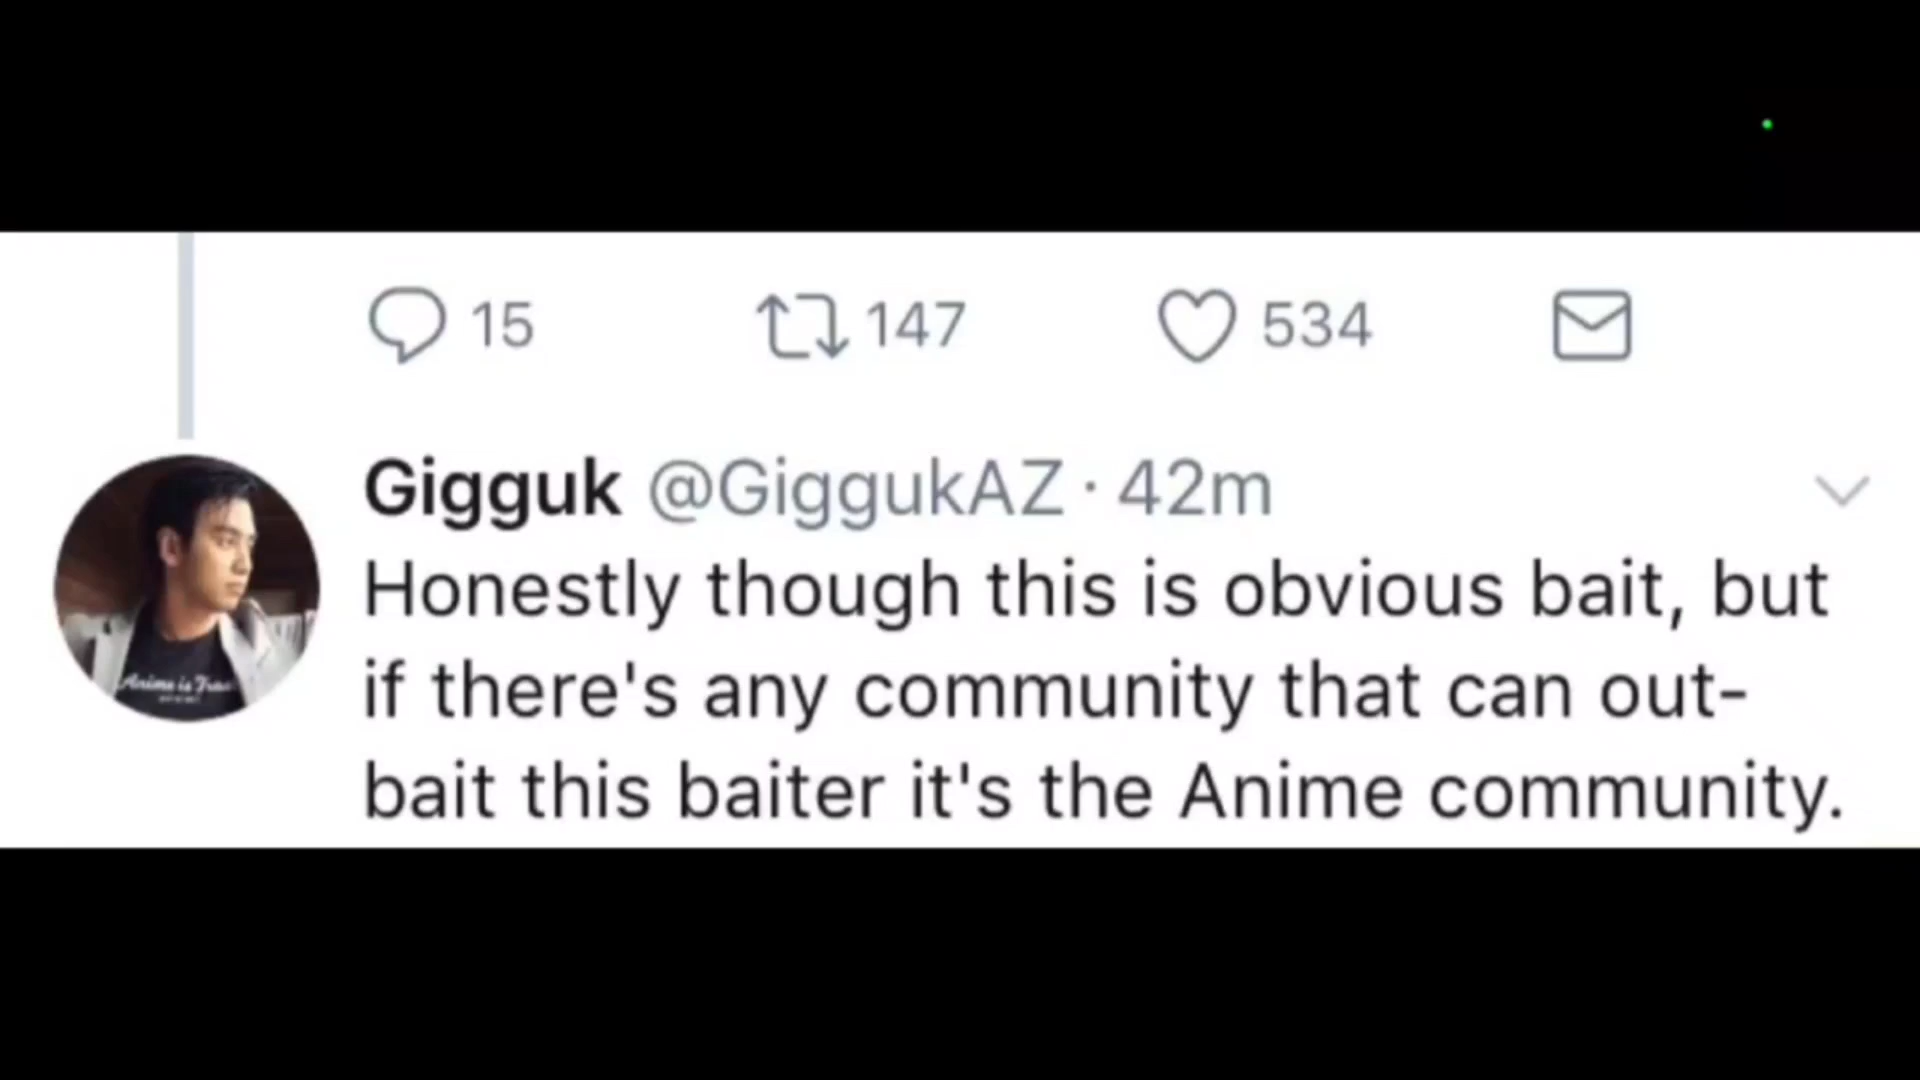 15 147 534
Gigguk @GiggukAZ · 42m
Honestly though this is obvious bait, but
if there's any community that can out-
bait this baiter it's the Anime community.